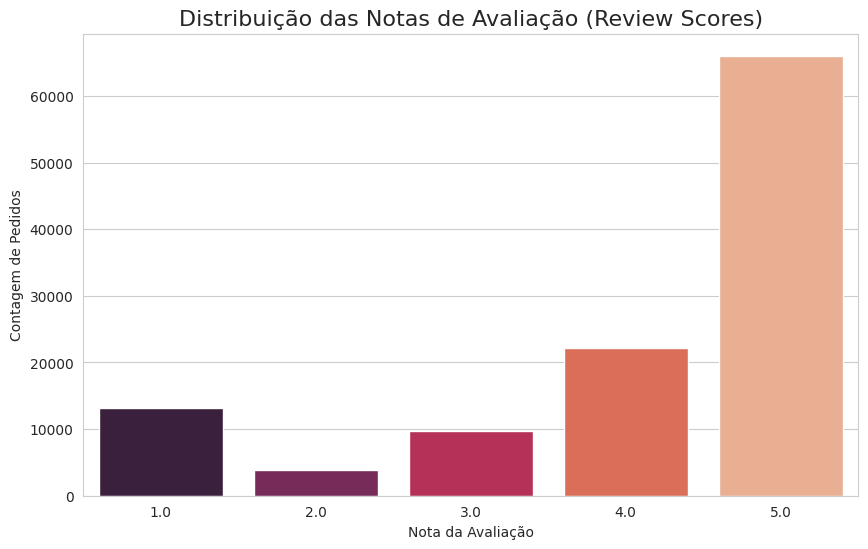 Distribuição das Notas de Avaliação (Review Scores)
Contagem de Pedidos
60000
50000
40000
30000
20000
10000
0
1.0 2.0 3.0 4.0 5.0
Nota da Avaliação